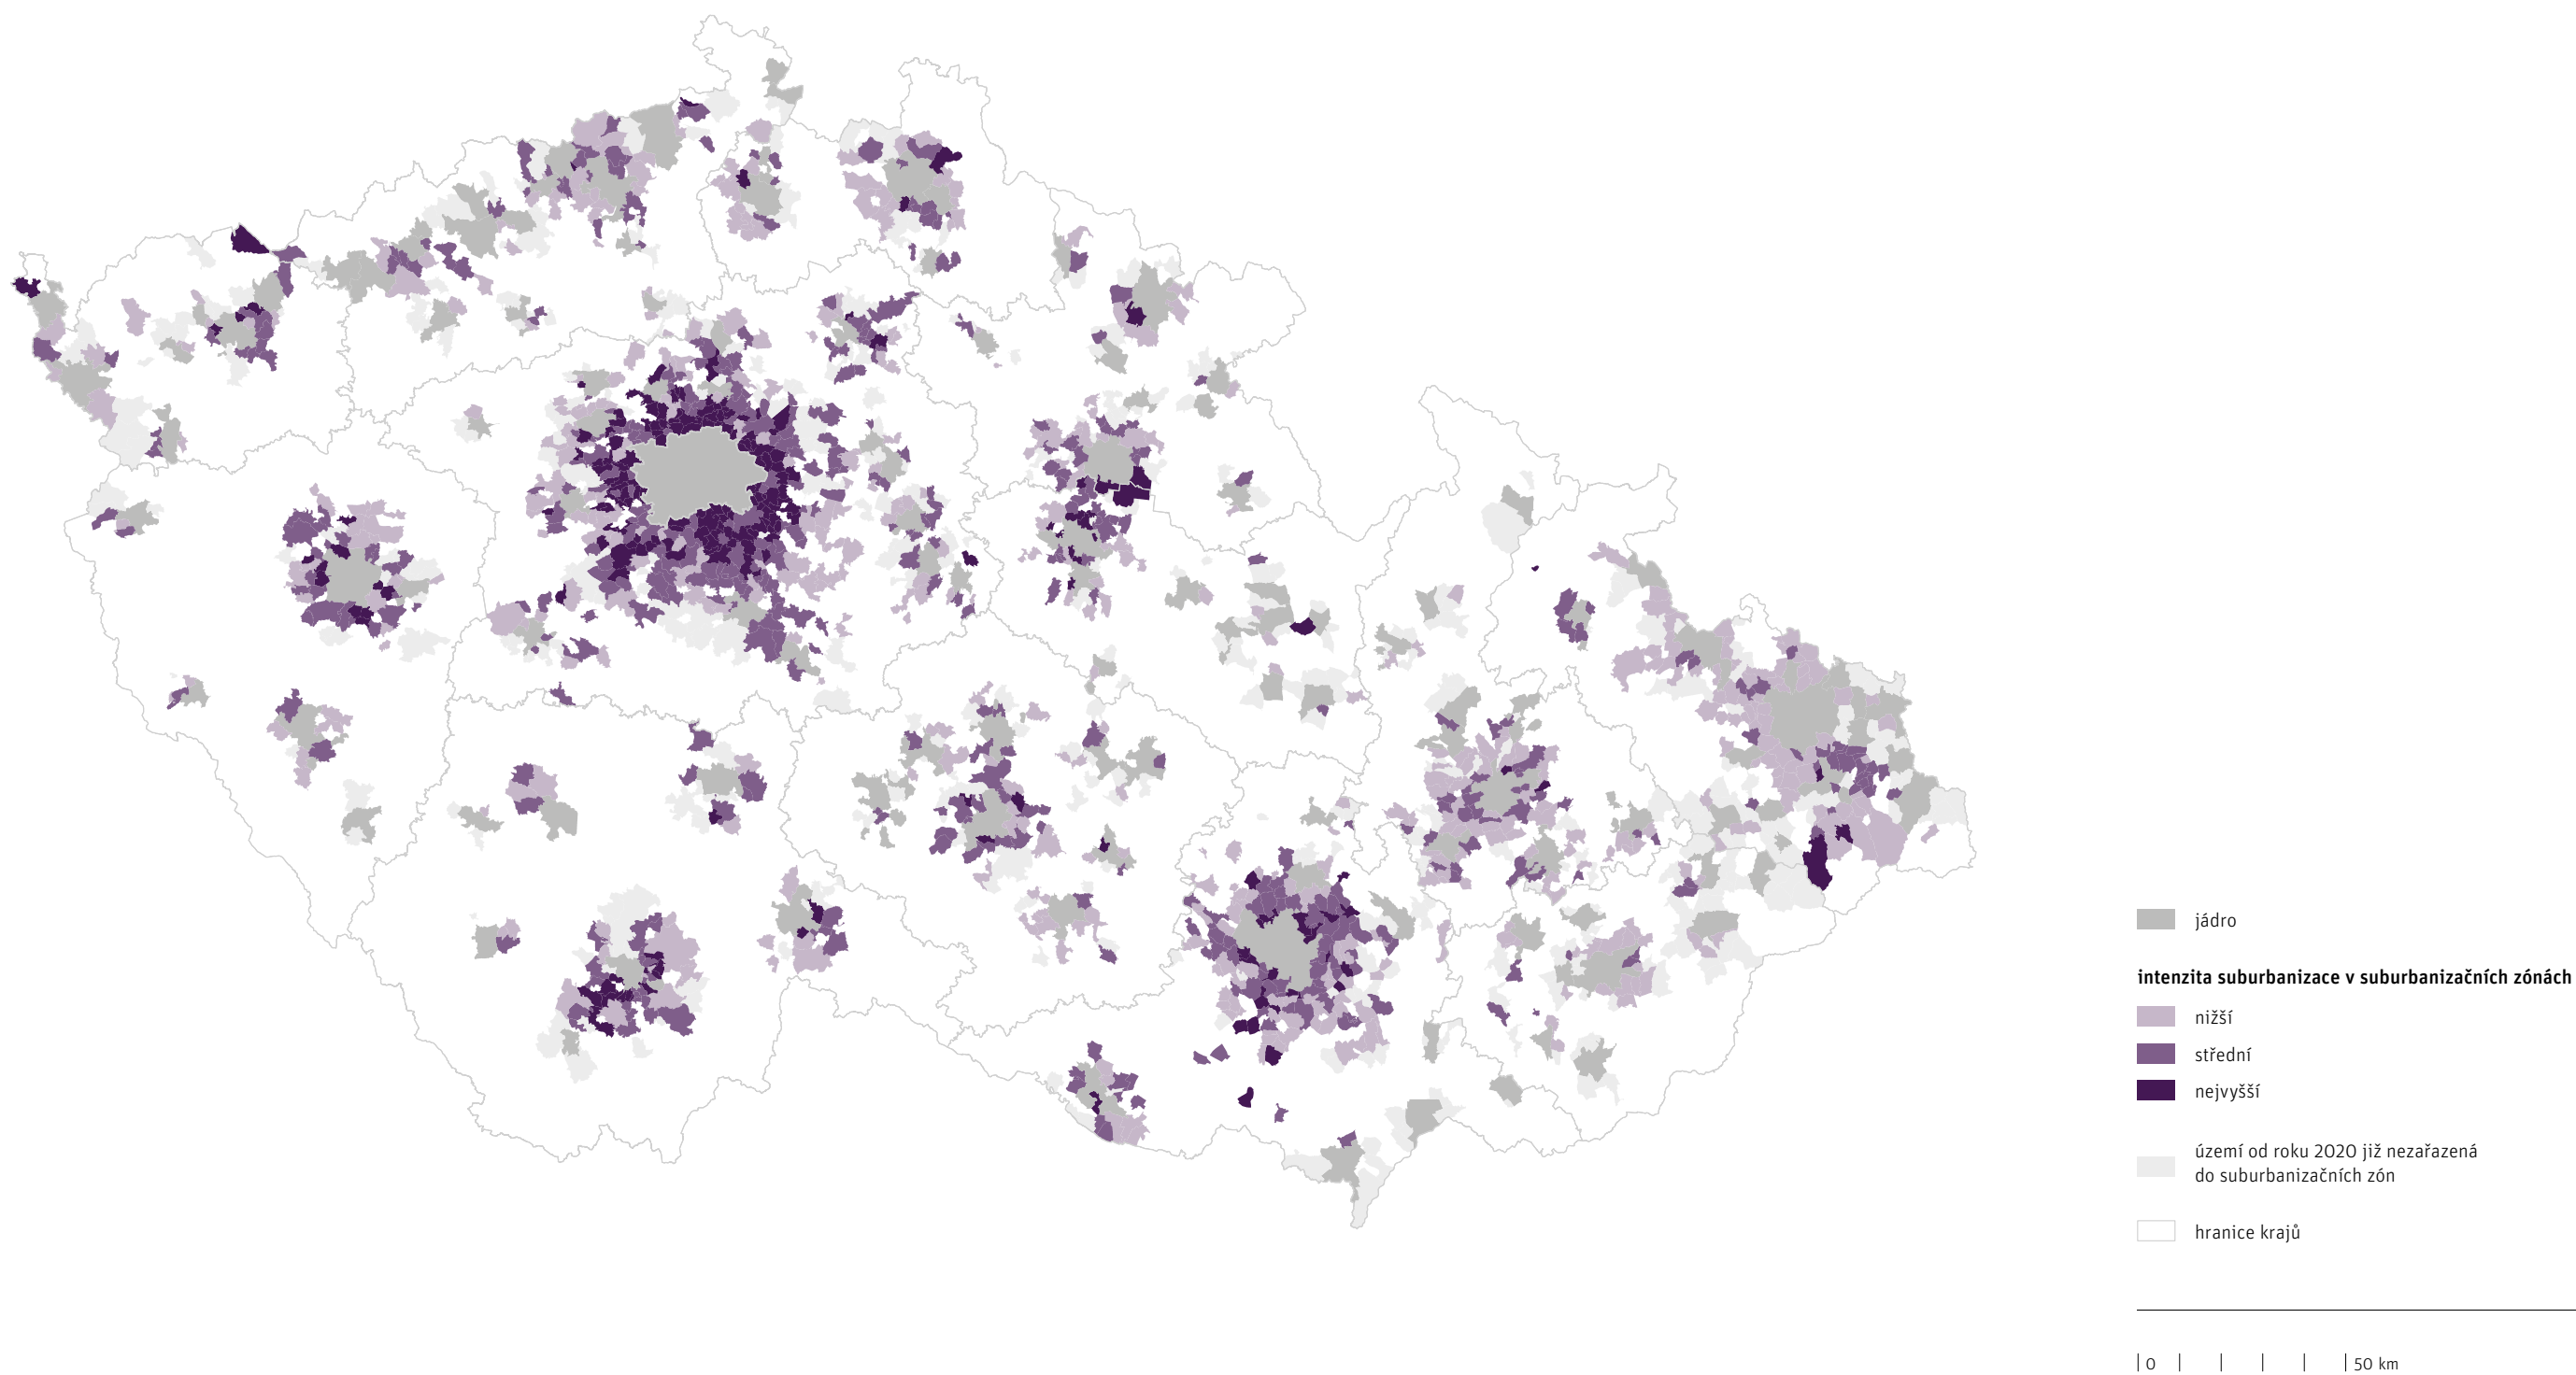 jádro
intenzita suburbanizace v suburbanizačních zónách
nižší
střední
nejvyšší
území od roku 2020 již nezařazená
do suburbanizačních zón
hranice krajů
0 50 km